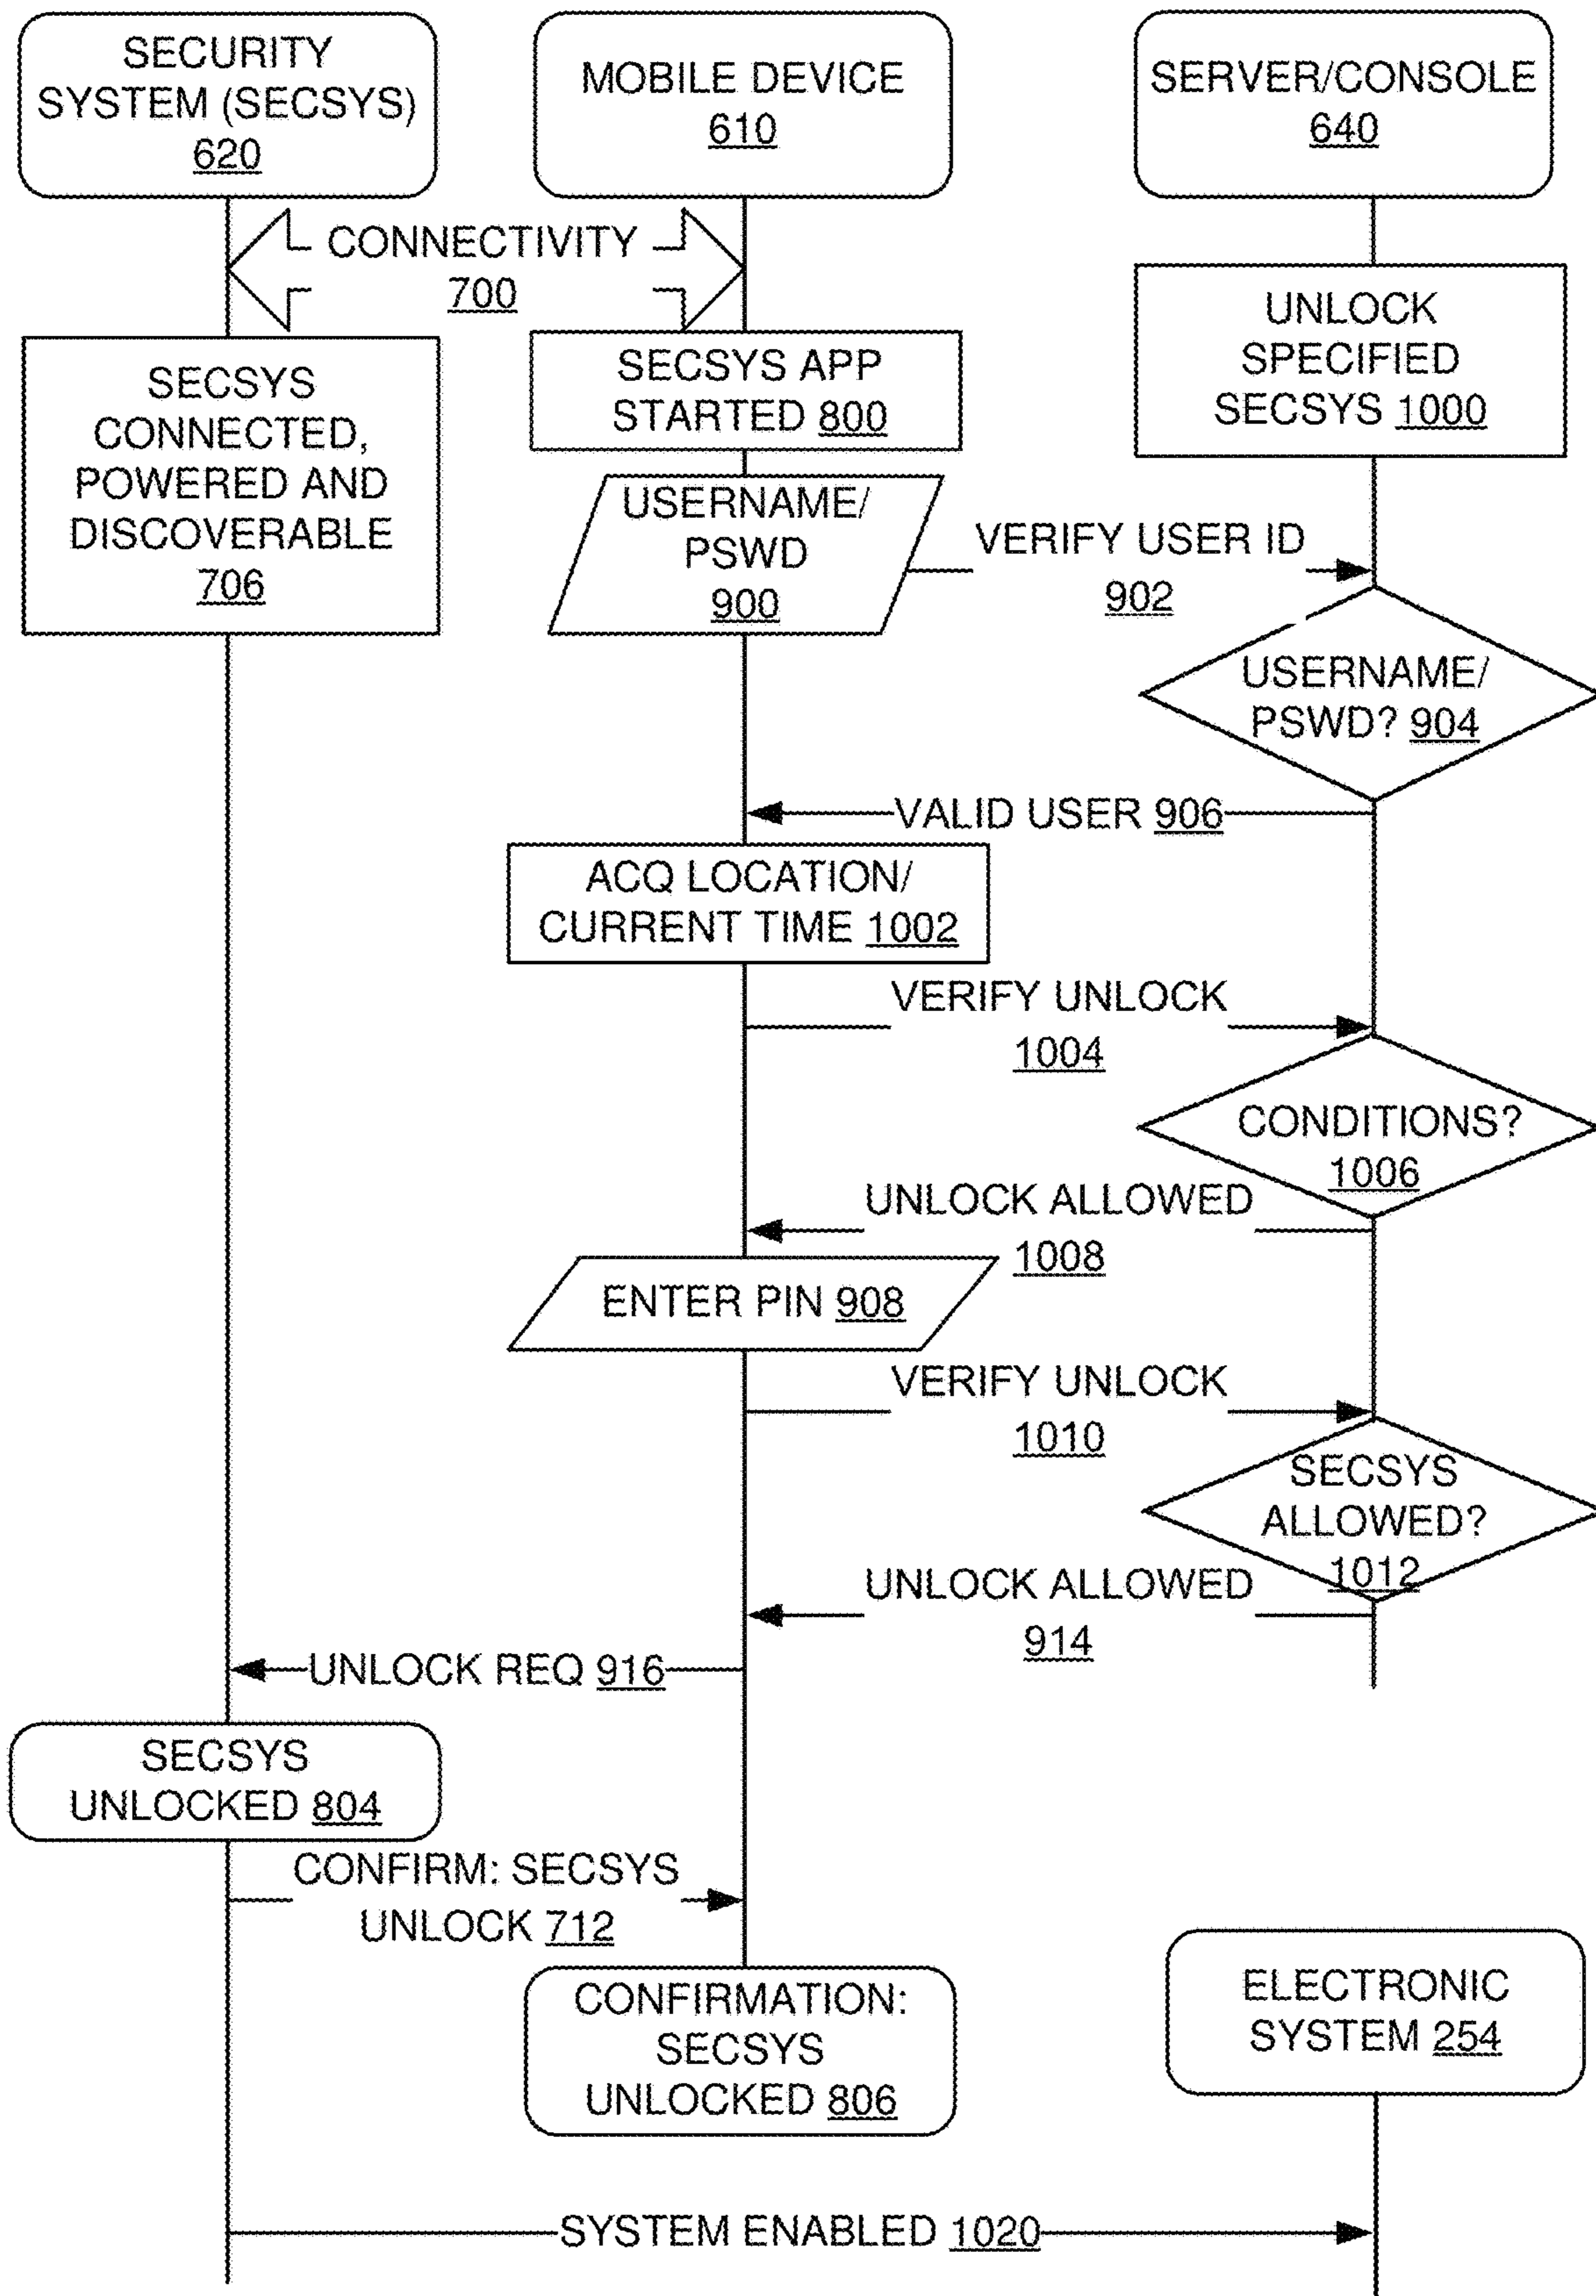 SECURITY
SYSTEM (SECSYS)
620
MOBILE DEVICE
610
SERVER/CONSOLE
640
CONNECTIVITY
700
UNLOCK
SPECIFIED
SECSYS 1000
SECSYS
CONNECTED,
POWERED AND
DISCOVERABLE
706
SECSYS APP
STARTED 800
USERNAME/
PSWD
900
VERIFY USER ID
902
USERNAME/
PSWD? 904
VALID USER 906
ACQ LOCATION/
CURRENT TIME 1002
VERIFY UNLOCK
1004
CONDITIONS?
1006
UNLOCK ALLOWED
1008
ENTER PIN 908
VERIFY UNLOCK
1010
SECSYS
ALLOWED?
1012
UNLOCK ALLOWED
914
UNLOCK REQ 916
SECSYS
UNLOCKED 804
CONFIRM: SECSYS
UNLOCK 712
CONFIRMATION:
SECSYS
UNLOCKED 806
ELECTRONIC
SYSTEM 254
SYSTEM ENABLED 1020